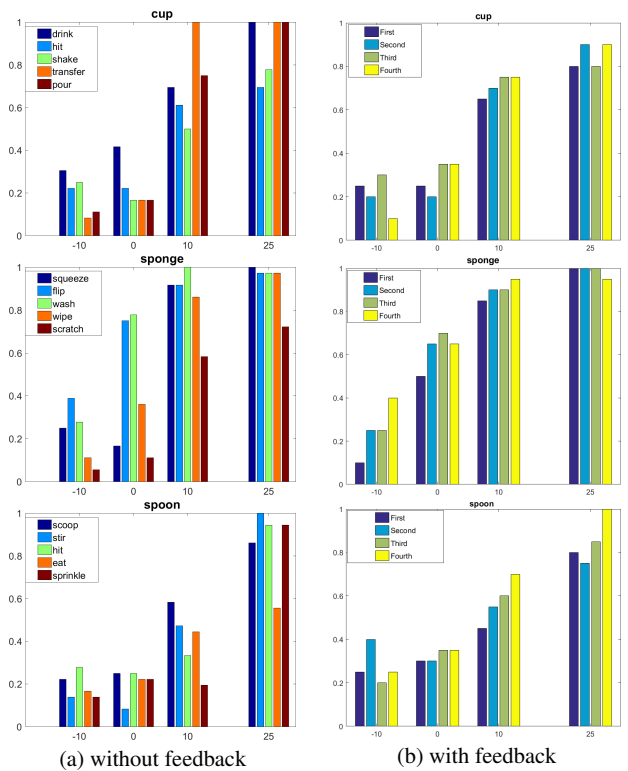 cup
drink
hit
shake
transfer
pour
1
0.8
0.6
0.4
0.2
0
-10 0 10 25
sponge
squeeze
flip
wash
wipe
scratch
1
0.8
0.6
0.4
0.2
0
-10 0 10 25
spoon
scoop
stir
hit
eat
sprinkle
1
0.8
0.6
0.4
0.2
0
-10 0 10 25
(a) without feedback
cup
First
Second
Third
Fourth
1
0.8
0.6
0.4
0.2
0
-10 0 10 25
sponge
First
Second
Third
Fourth
1
0.8
0.6
0.4
0.2
0
-10 0 10 25
spoon
First
Second
Third
Fourth
1
0.8
0.6
0.4
0.2
0
-10 0 10 25
(b) with feedback